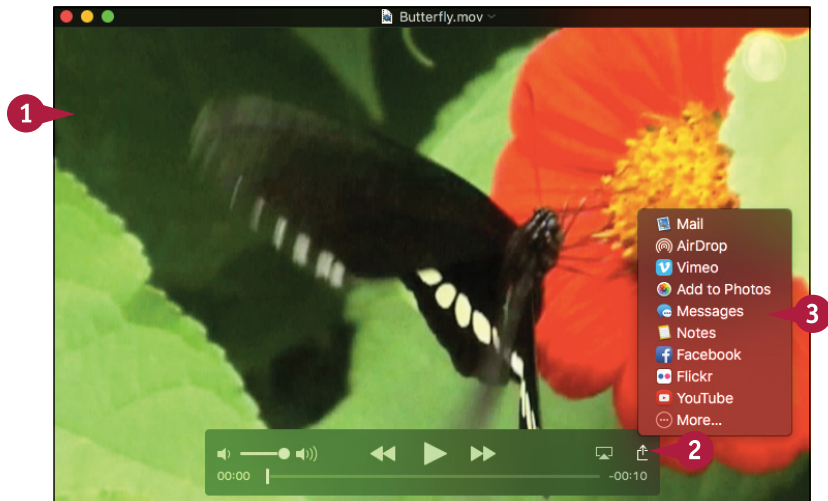 Butterfly.mov
1
Mail
AirDrop
Vimeo
Add to Photos
Messages
3
Notes
Facebook
Flickr
YouTube
More...
2
00:00
-00:10